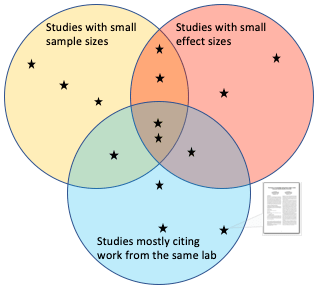 Studies with small
sample sizes
Studies with small
effect sizes
Studies mostly citing
work from the same lab